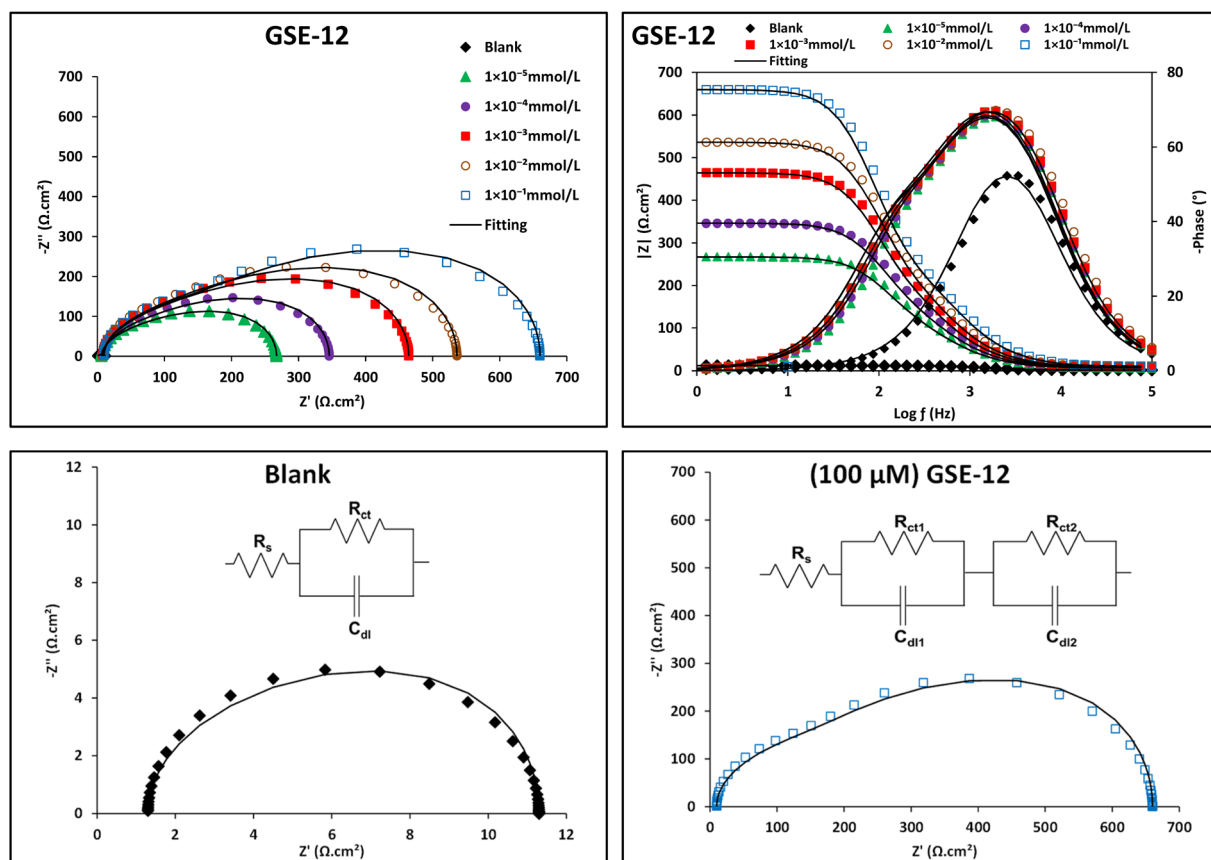 GSE-12
Blank
1×10⁻⁵mmol/L
1×10⁻⁴mmol/L
1×10⁻³mmol/L
1×10⁻²mmol/L
1×10⁻¹mmol/L
Fitting
700
600
500
400
300
200
100
0
-Z'' (Ω.cm²)
0 100 200 300 400 500 600 700
Z' (Ω.cm²)
GSE-12
Blank 1×10⁻⁵mmol/L 1×10⁻⁴mmol/L
1×10⁻³mmol/L 1×10⁻²mmol/L 1×10⁻¹mmol/L
Fitting
700
600
500
400
300
200
100
0
|Z| (Ω.cm²)
80
60
40
20
0
-Phase (°)
0 1 2 3 4 5
Log ƒ (Hz)
Blank
12
10
8
6
4
2
0
-Z'' (Ω.cm²)
Rct
Rs
Cdl
0 2 4 6 8 10 12
Z' (Ω.cm²)
(100 µM) GSE-12
700
600
500
400
300
200
100
0
-Z'' (Ω.cm²)
Rct1 Rct2
Rs
Cdl1 Cdl2
0 100 200 300 400 500 600 700
Z' (Ω.cm²)